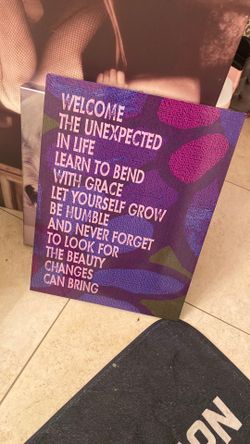 WELCOME
THE UNEXPECTED
IN LIFE
LEARN TO BEND
WITH GRACE
LET YOURSELF GROW
BE HUMBLE
AND NEVER FORGET
TO LOOK FOR
THE BEAUTY
CHANGES
CAN BRING
NO